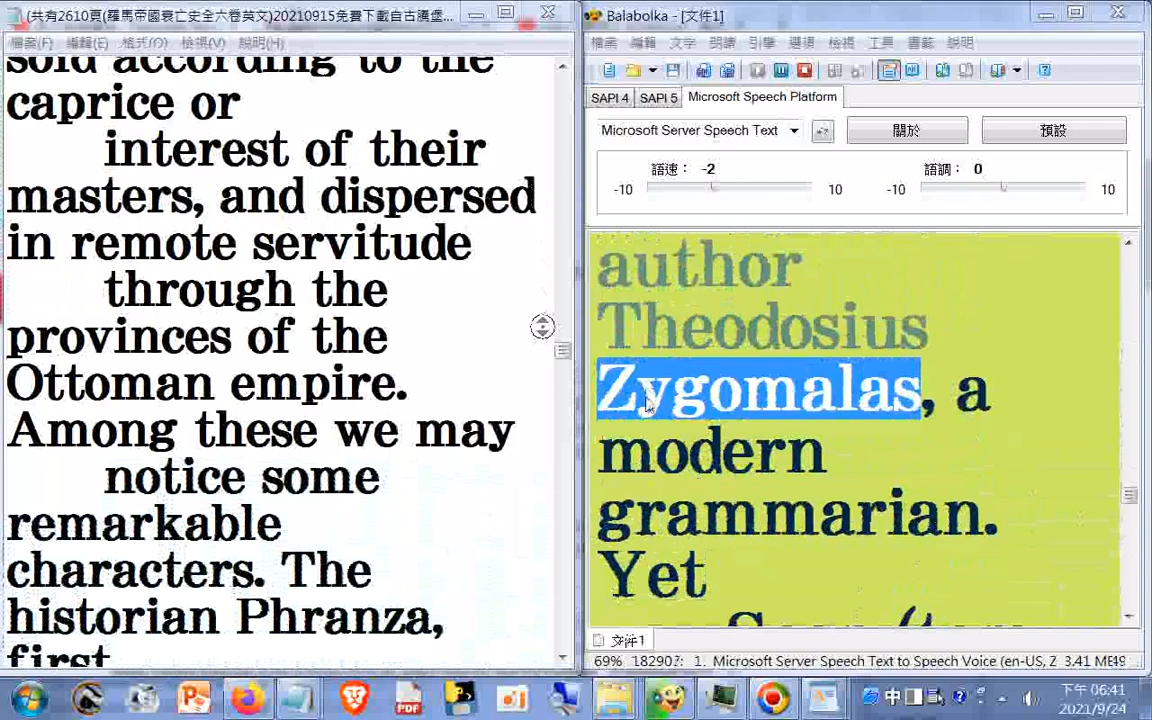 (共有2610頁(羅馬帝國衰亡史全六卷英文)20210915免費下載自古騰堡...
檔案(F) 編輯(E) 格式(O) 檢視(V) 說明(H)
sold according to the
caprice or
interest of their
masters, and dispersed
in remote servitude
through the
provinces of the
Ottoman empire.
Among these we may
notice some
remarkable
characters. The
historian Phranza,
first
Balabolka - [文件1]
檔案 編輯 文字 朗讀 引擎 選項 檢視 工具 書籤 說明
SAPI 4 SAPI 5 Microsoft Speech Platform
Microsoft Server Speech Text 關於 預設
語速: -2 語調: 0
-10 10 -10 10
author
Theodosius
Zygomalas, a
modern
grammarian.
Yet
文件1
69% Microsoft Server Speech Text to Speech Voice (en-US, Z
中 下午 06:41
2021/9/24